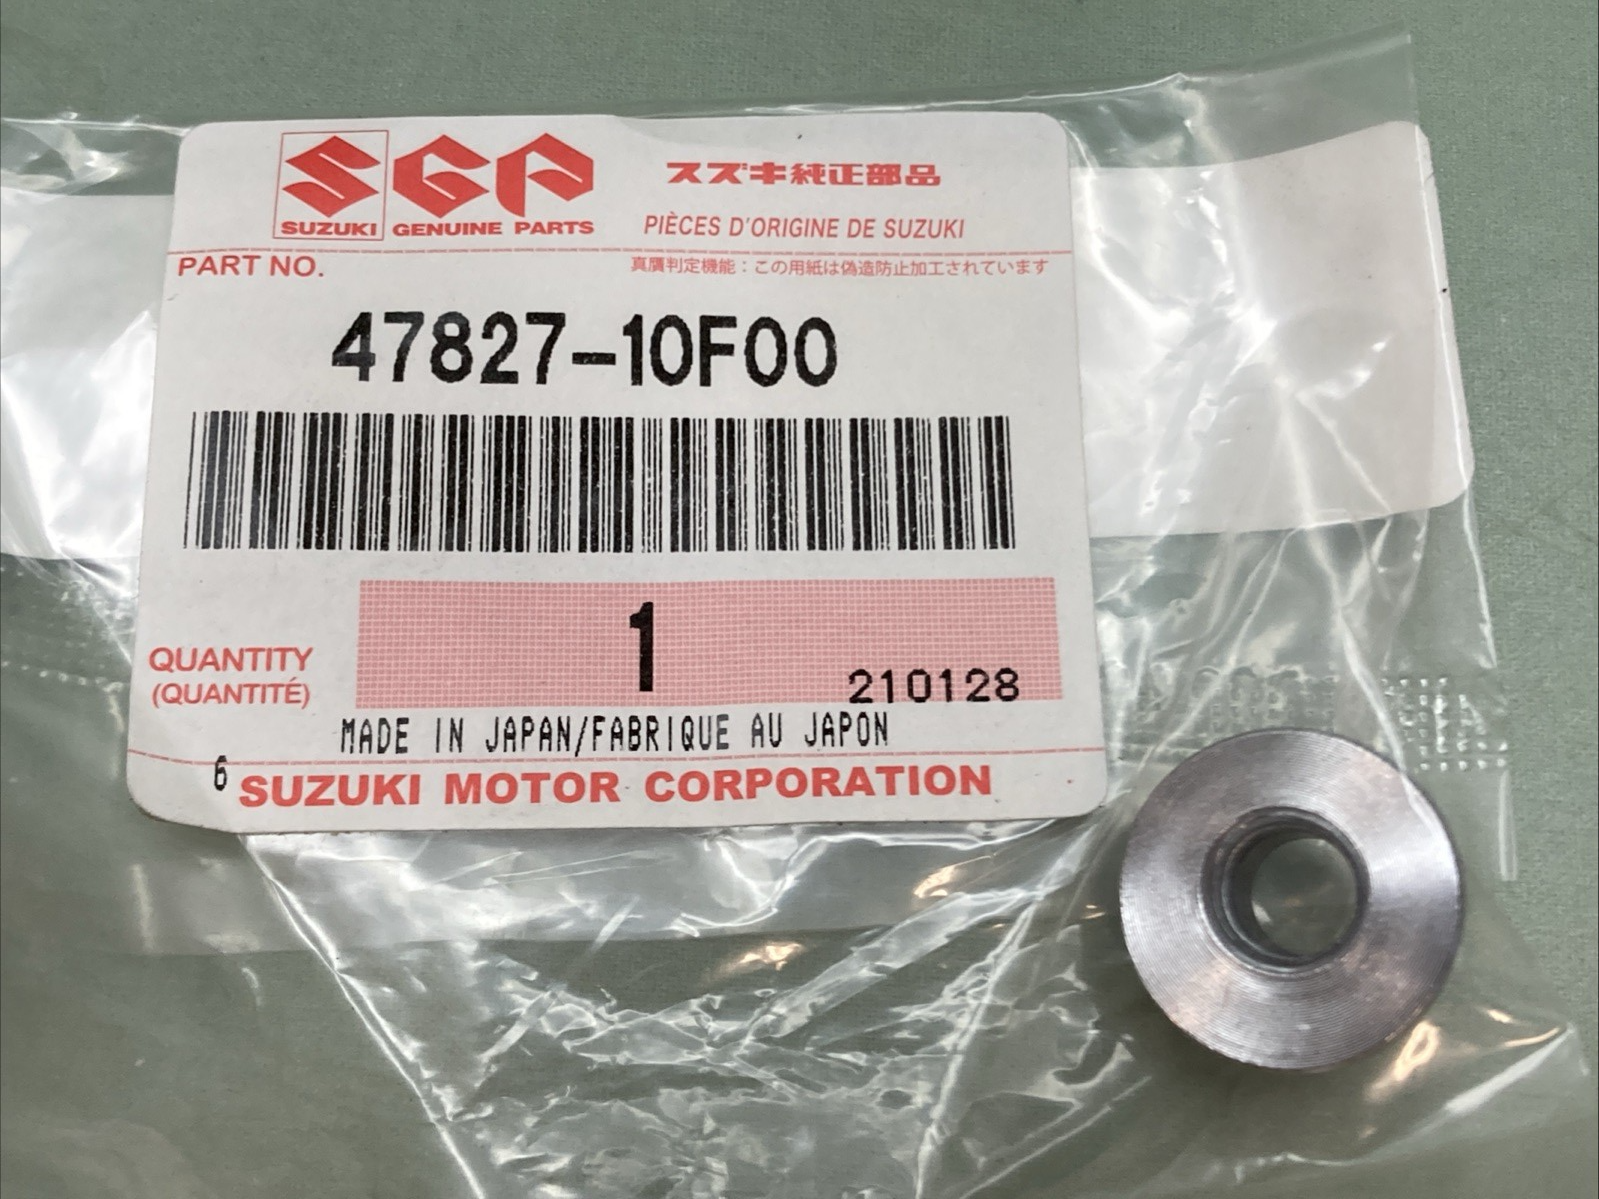 SGP
SUZUKI GENUINE PARTS
スズキ純正部品
PIÈCES D'ORIGINE DE SUZUKI
PART NO.
真贋判定機能：この用紙は偽造防止加工されています
47827-10F00
1
QUANTITY
(QUANTITÉ)
210128
MADE IN JAPAN/FABRIQUE AU JAPON
6 SUZUKI MOTOR CORPORATION